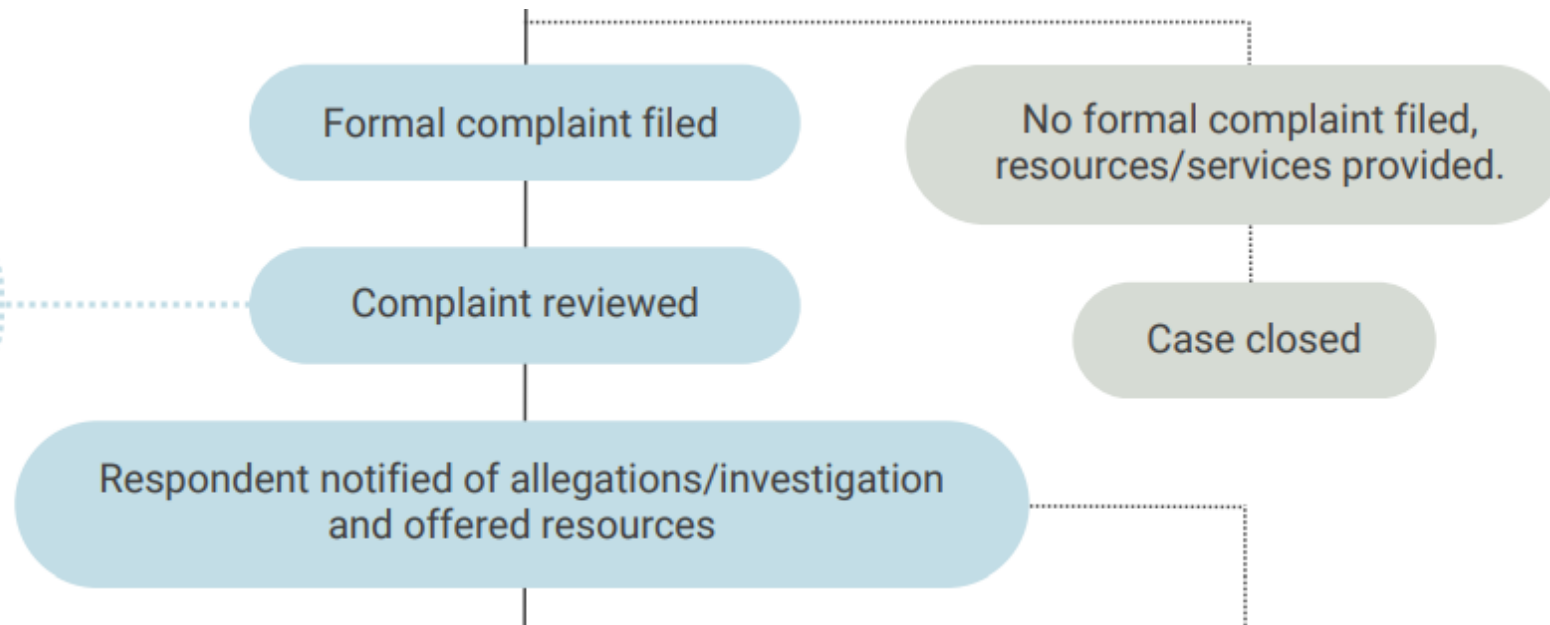 Formal complaint filed
No formal complaint filed,
resources/services provided.
Complaint reviewed
Case closed
Respondent notified of allegations/investigation
and offered resources